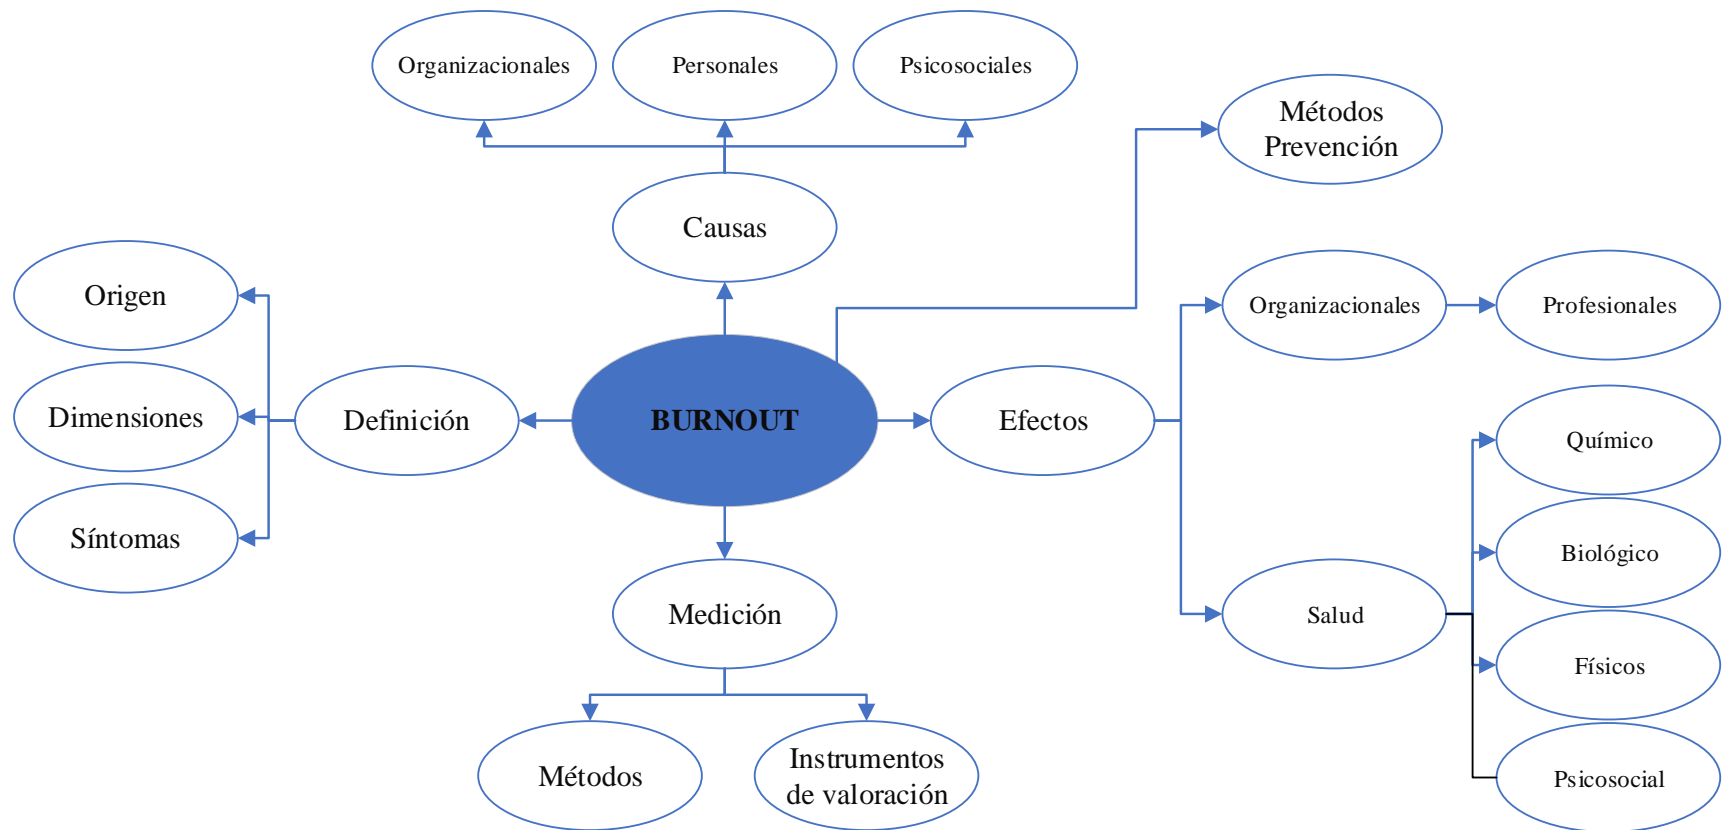 Organizacionales
Personales
Psicosociales
Métodos
Prevención
Causas
Origen
Organizacionales
Profesionales
Dimensiones
Definición
BURNOUT
Efectos
Químico
Síntomas
Biológico
Medición
Salud
Físicos
Métodos
Instrumentos
de valoración
Psicosocial